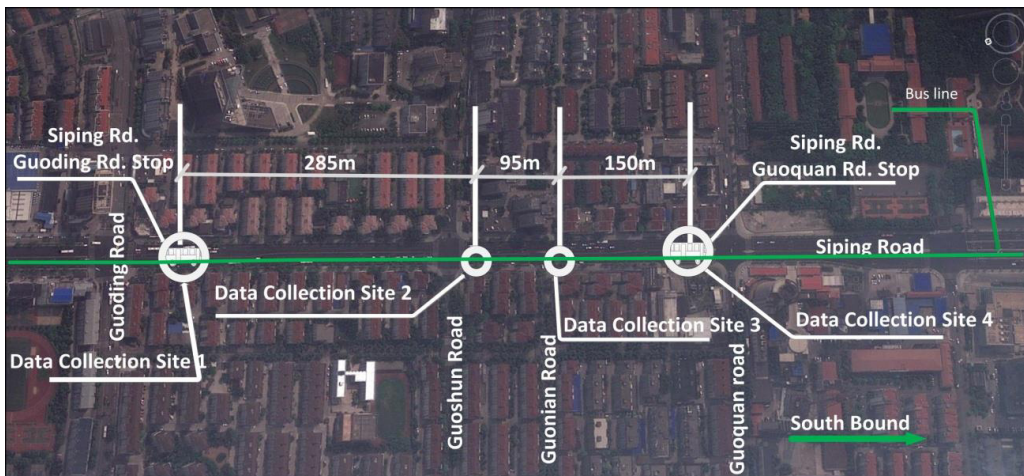 Siping Rd.
Guoding Rd. Stop
285m
95m
150m
Siping Rd.
Guoquan Rd. Stop
Bus line
Guoding Road
Siping Road
Data Collection Site 2
Data Collection Site 3
Data Collection Site 4
Data Collection Site 1
Guoshun Road
Guonian Road
Guoquan road
South Bound